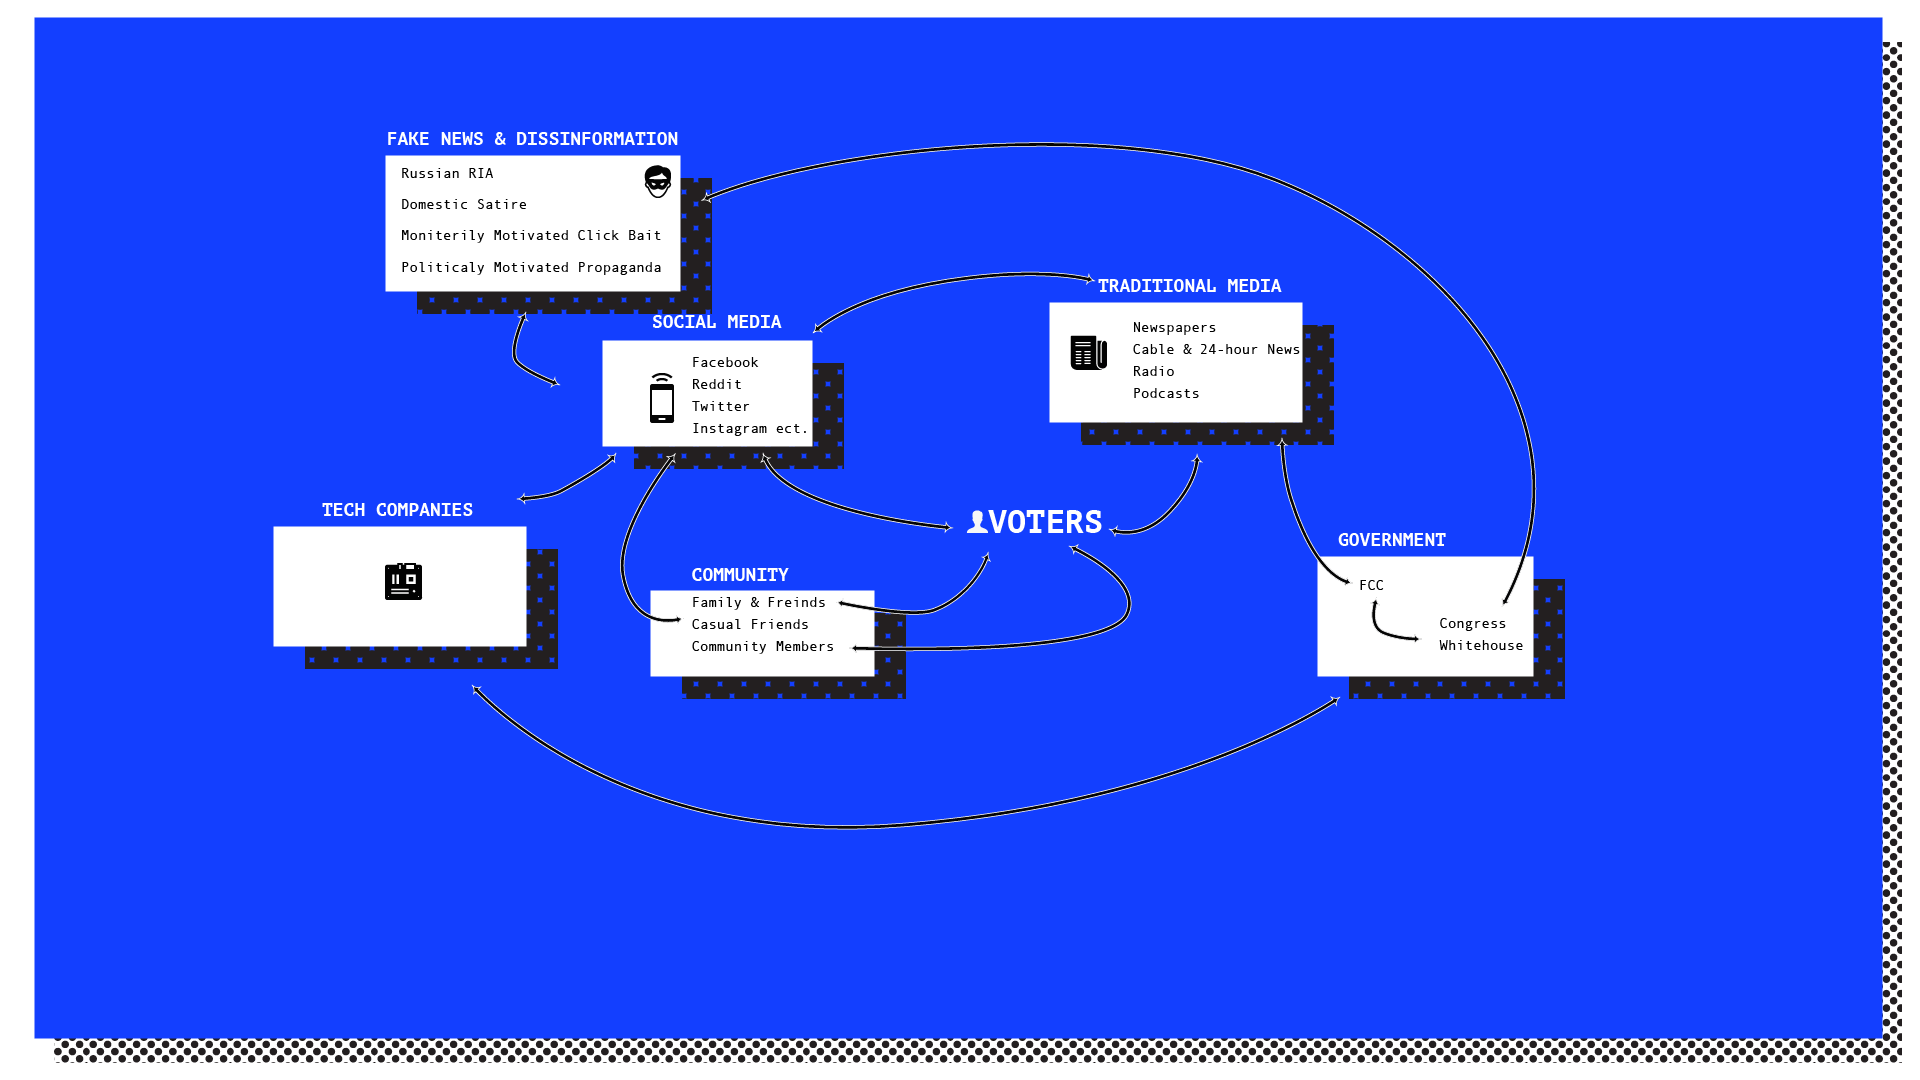 FAKE NEWS & DISSINFORMATION
Russian RIA
Domestic Satire
Moniterily Motivated Click Bait
Politicaly Motivated Propaganda
SOCIAL MEDIA
Facebook
Reddit
Twitter
Instagram ect.
TRADITIONAL MEDIA
Newspapers
Cable & 24-hour News
Radio
Podcasts
TECH COMPANIES
VOTERS
COMMUNITY
Family & Freinds
Casual Friends
Community Members
GOVERNMENT
FCC
Congress
Whitehouse